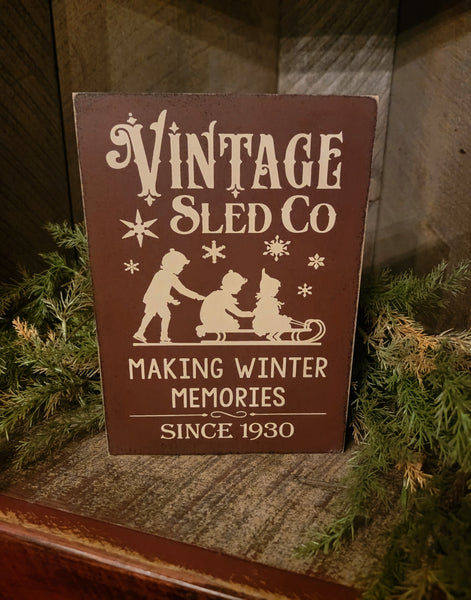 VINTAGE
SLED CO
MAKING WINTER
MEMORIES
SINCE 1930